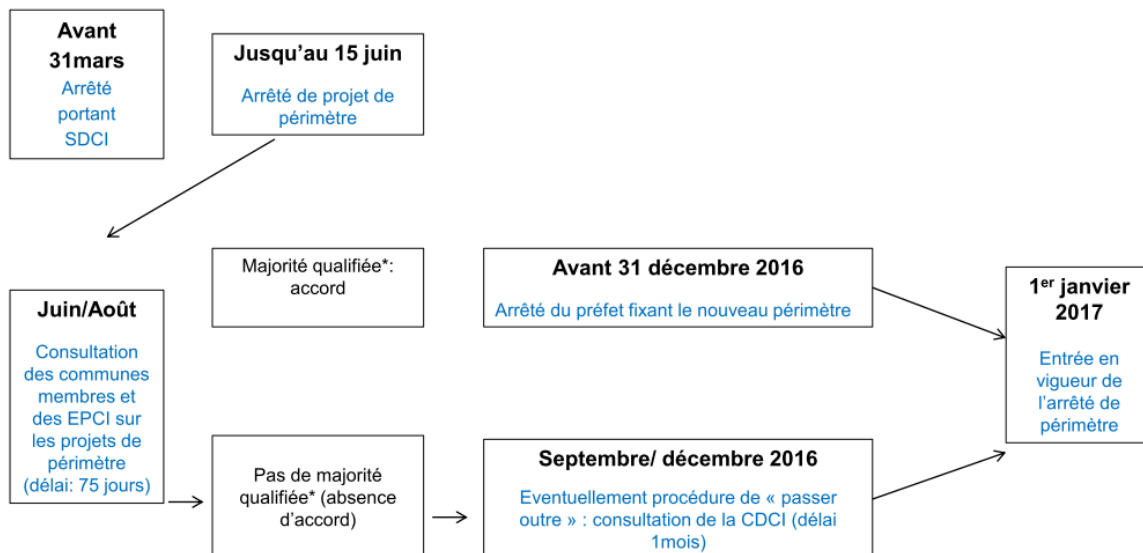 Avant
31mars
Arrêté
portant
SDCI
Jusqu’au 15 juin
Arrêté de projet de
périmètre
Juin/Août
Consultation
des communes
membres et
des EPCI sur
les projets de
périmètre
(délai: 75 jours)
Majorité qualifiée*:
accord
Avant 31 décembre 2016
Arrêté du préfet fixant le nouveau périmètre
Pas de majorité
qualifiée* (absence
d’accord)
Septembre/ décembre 2016
Eventuellement procédure de « passer
outre » : consultation de la CDCI (délai
1mois)
1er janvier
2017
Entrée en
vigueur de
l’arrêté de
périmètre